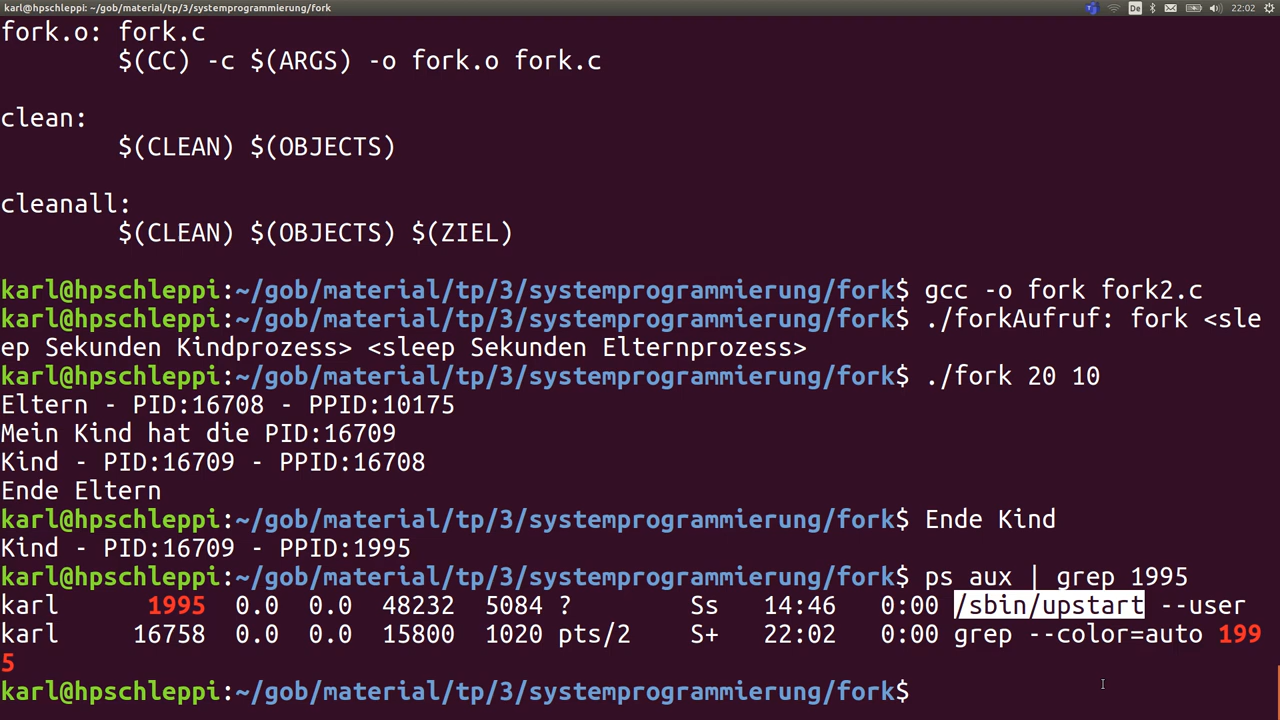 karl@hpschleppi: ~/gob/material/tp/3/systemprogrammierung/fork
De
22:02
fork.o: fork.c
$(CC) -c $(ARGS) -o fork.o fork.c
clean:
$(CLEAN) $(OBJECTS)
cleanall:
$(CLEAN) $(OBJECTS) $(ZIEL)
karl@hpschleppi:~/gob/material/tp/3/systemprogrammierung/fork$ gcc -o fork fork2.c
karl@hpschleppi:~/gob/material/tp/3/systemprogrammierung/fork$ ./forkAufruf: fork <sle
ep Sekunden Kindprozess> <sleep Sekunden Elternprozess>
karl@hpschleppi:~/gob/material/tp/3/systemprogrammierung/fork$ ./fork 20 10
Eltern - PID:16708 - PPID:10175
Mein Kind hat die PID:16709
Kind - PID:16709 - PPID:16708
Ende Eltern
karl@hpschleppi:~/gob/material/tp/3/systemprogrammierung/fork$ Ende Kind
Kind - PID:16709 - PPID:1995
karl@hpschleppi:~/gob/material/tp/3/systemprogrammierung/fork$ ps aux | grep 1995
karl 1995 0.0 0.0 48232 5084 ? Ss 14:46 0:00 /sbin/upstart --user
karl 16758 0.0 0.0 15800 1020 pts/2 S+ 22:02 0:00 grep --color=auto 199
5
karl@hpschleppi:~/gob/material/tp/3/systemprogrammierung/fork$